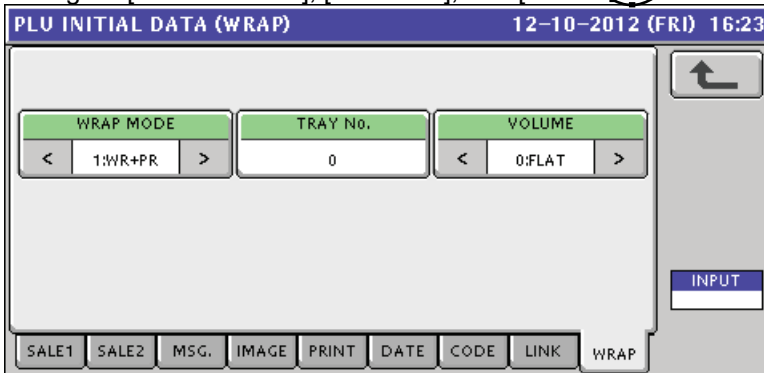 PLU INITIAL DATA (WRAP) 12-10-2012 (FRI) 16:23
WRAP MODE TRAY No. VOLUME
< 1:WR+PR > 0 < 0:FLAT >
INPUT
SALE1 SALE2 MSG. IMAGE PRINT DATE CODE LINK WRAP